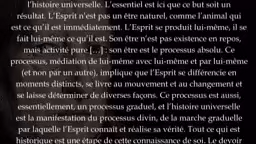 l'histoire universelle. L'essentiel est ici que ce but soit un
résultat. L'Esprit n'est pas un être naturel, comme l'animal qui
est ce qu'il est immédiatement. L'Esprit se produit lui-même, il se
fait lui-même ce qu'il est. Son être n'est pas existence en repos,
mais activité pure […] : son être est le processus absolu. Ce
processus, médiation de lui-même avec lui-même et par lui-même
(et non par un autre), implique que l'Esprit se différencie en
moments distincts, se livre au mouvement et au changement et
se laisse déterminer de diverses façons. Ce processus est aussi,
essentiellement, un processus graduel, et l'histoire universelle
est la manifestation du processus divin, de la marche graduelle
par laquelle l'Esprit connaît et réalise sa vérité. Tout ce qui est
historique est une étape de cette connaissance de soi. Le devoir